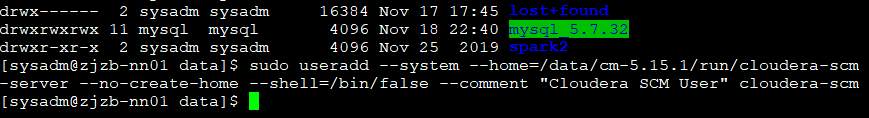 drwx------  2 sysadm sysadm     16384 Nov 17 17:45 lost+found
drwxrwxrwx 11 mysql  mysql       4096 Nov 18 22:40 mysql_5.7.32
drwxr-xr-x  2 sysadm sysadm      4096 Nov 25  2019 spark2
[sysadm@zjzb-nn01 data]$ sudo useradd --system --home=/data/cm-5.15.1/run/cloudera-scm
-server --no-create-home --shell=/bin/false --comment "Cloudera SCM User" cloudera-scm
[sysadm@zjzb-nn01 data]$